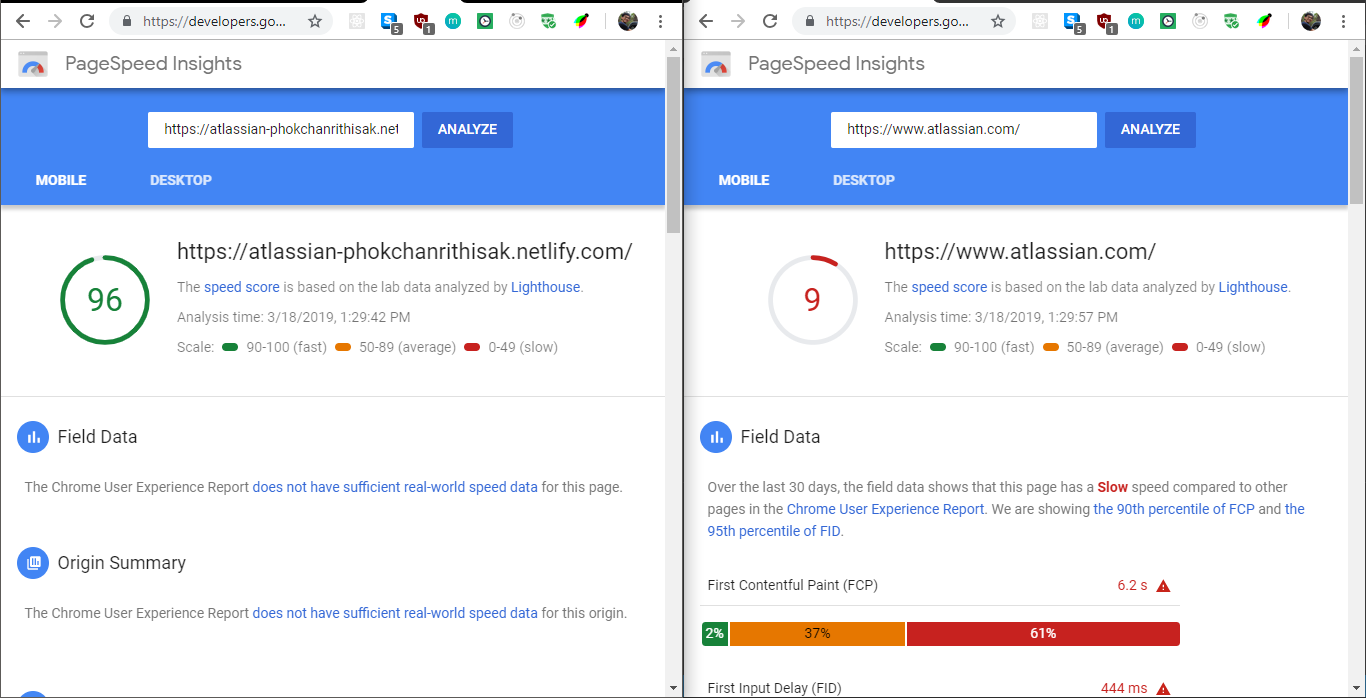 https://developers.go...
5
1
PageSpeed Insights
https://atlassian-phokchanrithisak.net
ANALYZE
MOBILE
DESKTOP
96
https://atlassian-phokchanrithisak.netlify.com/
The speed score is based on the lab data analyzed by Lighthouse.
Analysis time: 3/18/2019, 1:29:42 PM
Scale: 90-100 (fast) 50-89 (average) 0-49 (slow)
Field Data
The Chrome User Experience Report does not have sufficient real-world speed data for this page.
Origin Summary
The Chrome User Experience Report does not have sufficient real-world speed data for this origin.
https://developers.go...
5
1
PageSpeed Insights
https://www.atlassian.com/
ANALYZE
MOBILE
DESKTOP
9
https://www.atlassian.com/
The speed score is based on the lab data analyzed by Lighthouse.
Analysis time: 3/18/2019, 1:29:57 PM
Scale: 90-100 (fast) 50-89 (average) 0-49 (slow)
Field Data
Over the last 30 days, the field data shows that this page has a Slow speed compared to other
pages in the Chrome User Experience Report. We are showing the 90th percentile of FCP and the
95th percentile of FID.
First Contentful Paint (FCP)
6.2 s
2%
37%
61%
First Input Delay (FID)
444 ms